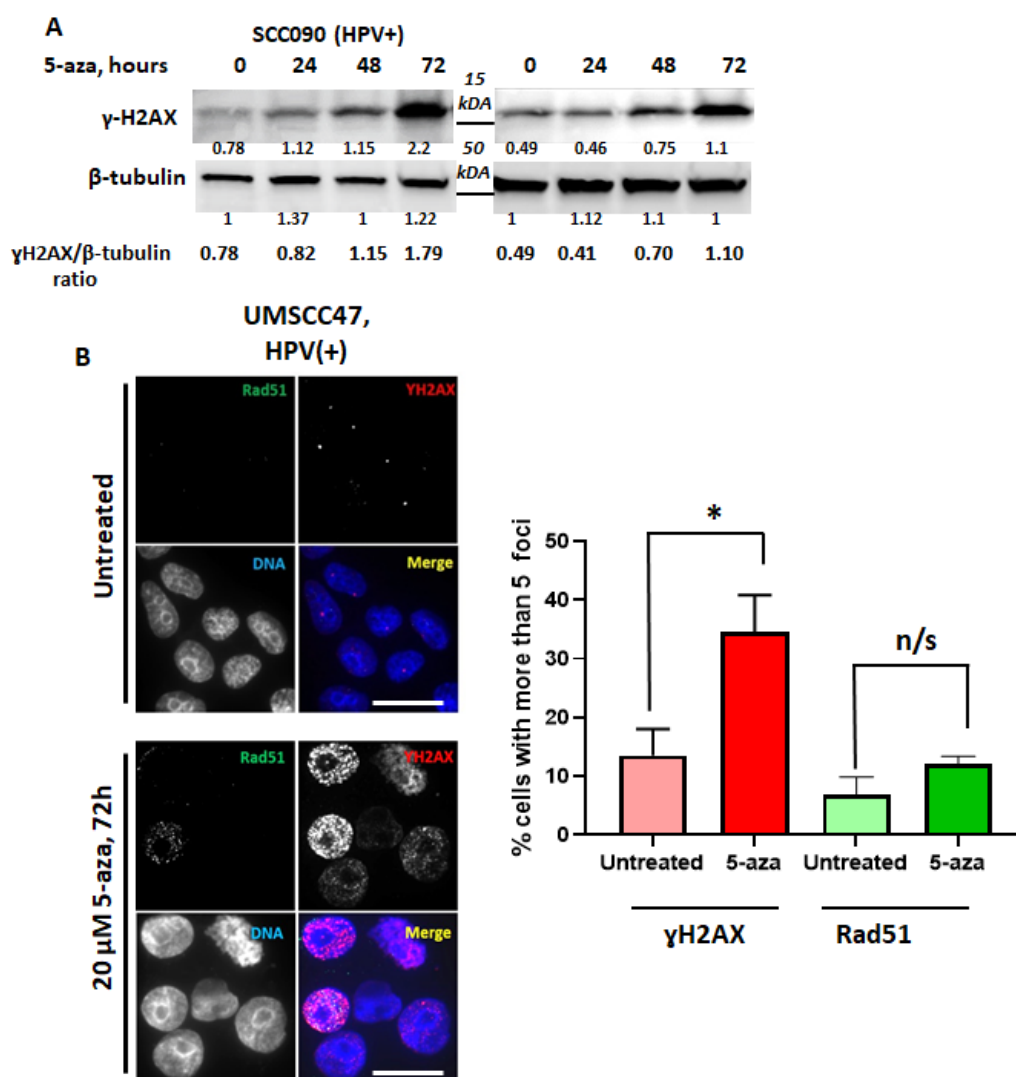 A
SCC090 (HPV+)
5-aza, hours 0 24 48 72 15 kDA 0 24 48 72
γ-H2AX
0.78 1.12 1.15 2.2 0.49 0.46 0.75 1.1
β-tubulin 50 kDA
1 1.37 1 1.22 1 1.12 1.1 1
ɣH2AX/β-tubulin ratio 0.78 0.82 1.15 1.79 0.49 0.41 0.70 1.10
B
UMSCC47,
HPV(+)
Untreated
Rad51 YH2AX
DNA Merge
20 µM 5-aza, 72h
Rad51 YH2AX
DNA Merge
% cells with more than 5 foci
50
40
30
20
10
0
*
n/s
Untreated 5-aza Untreated 5-aza
ɣH2AX Rad51